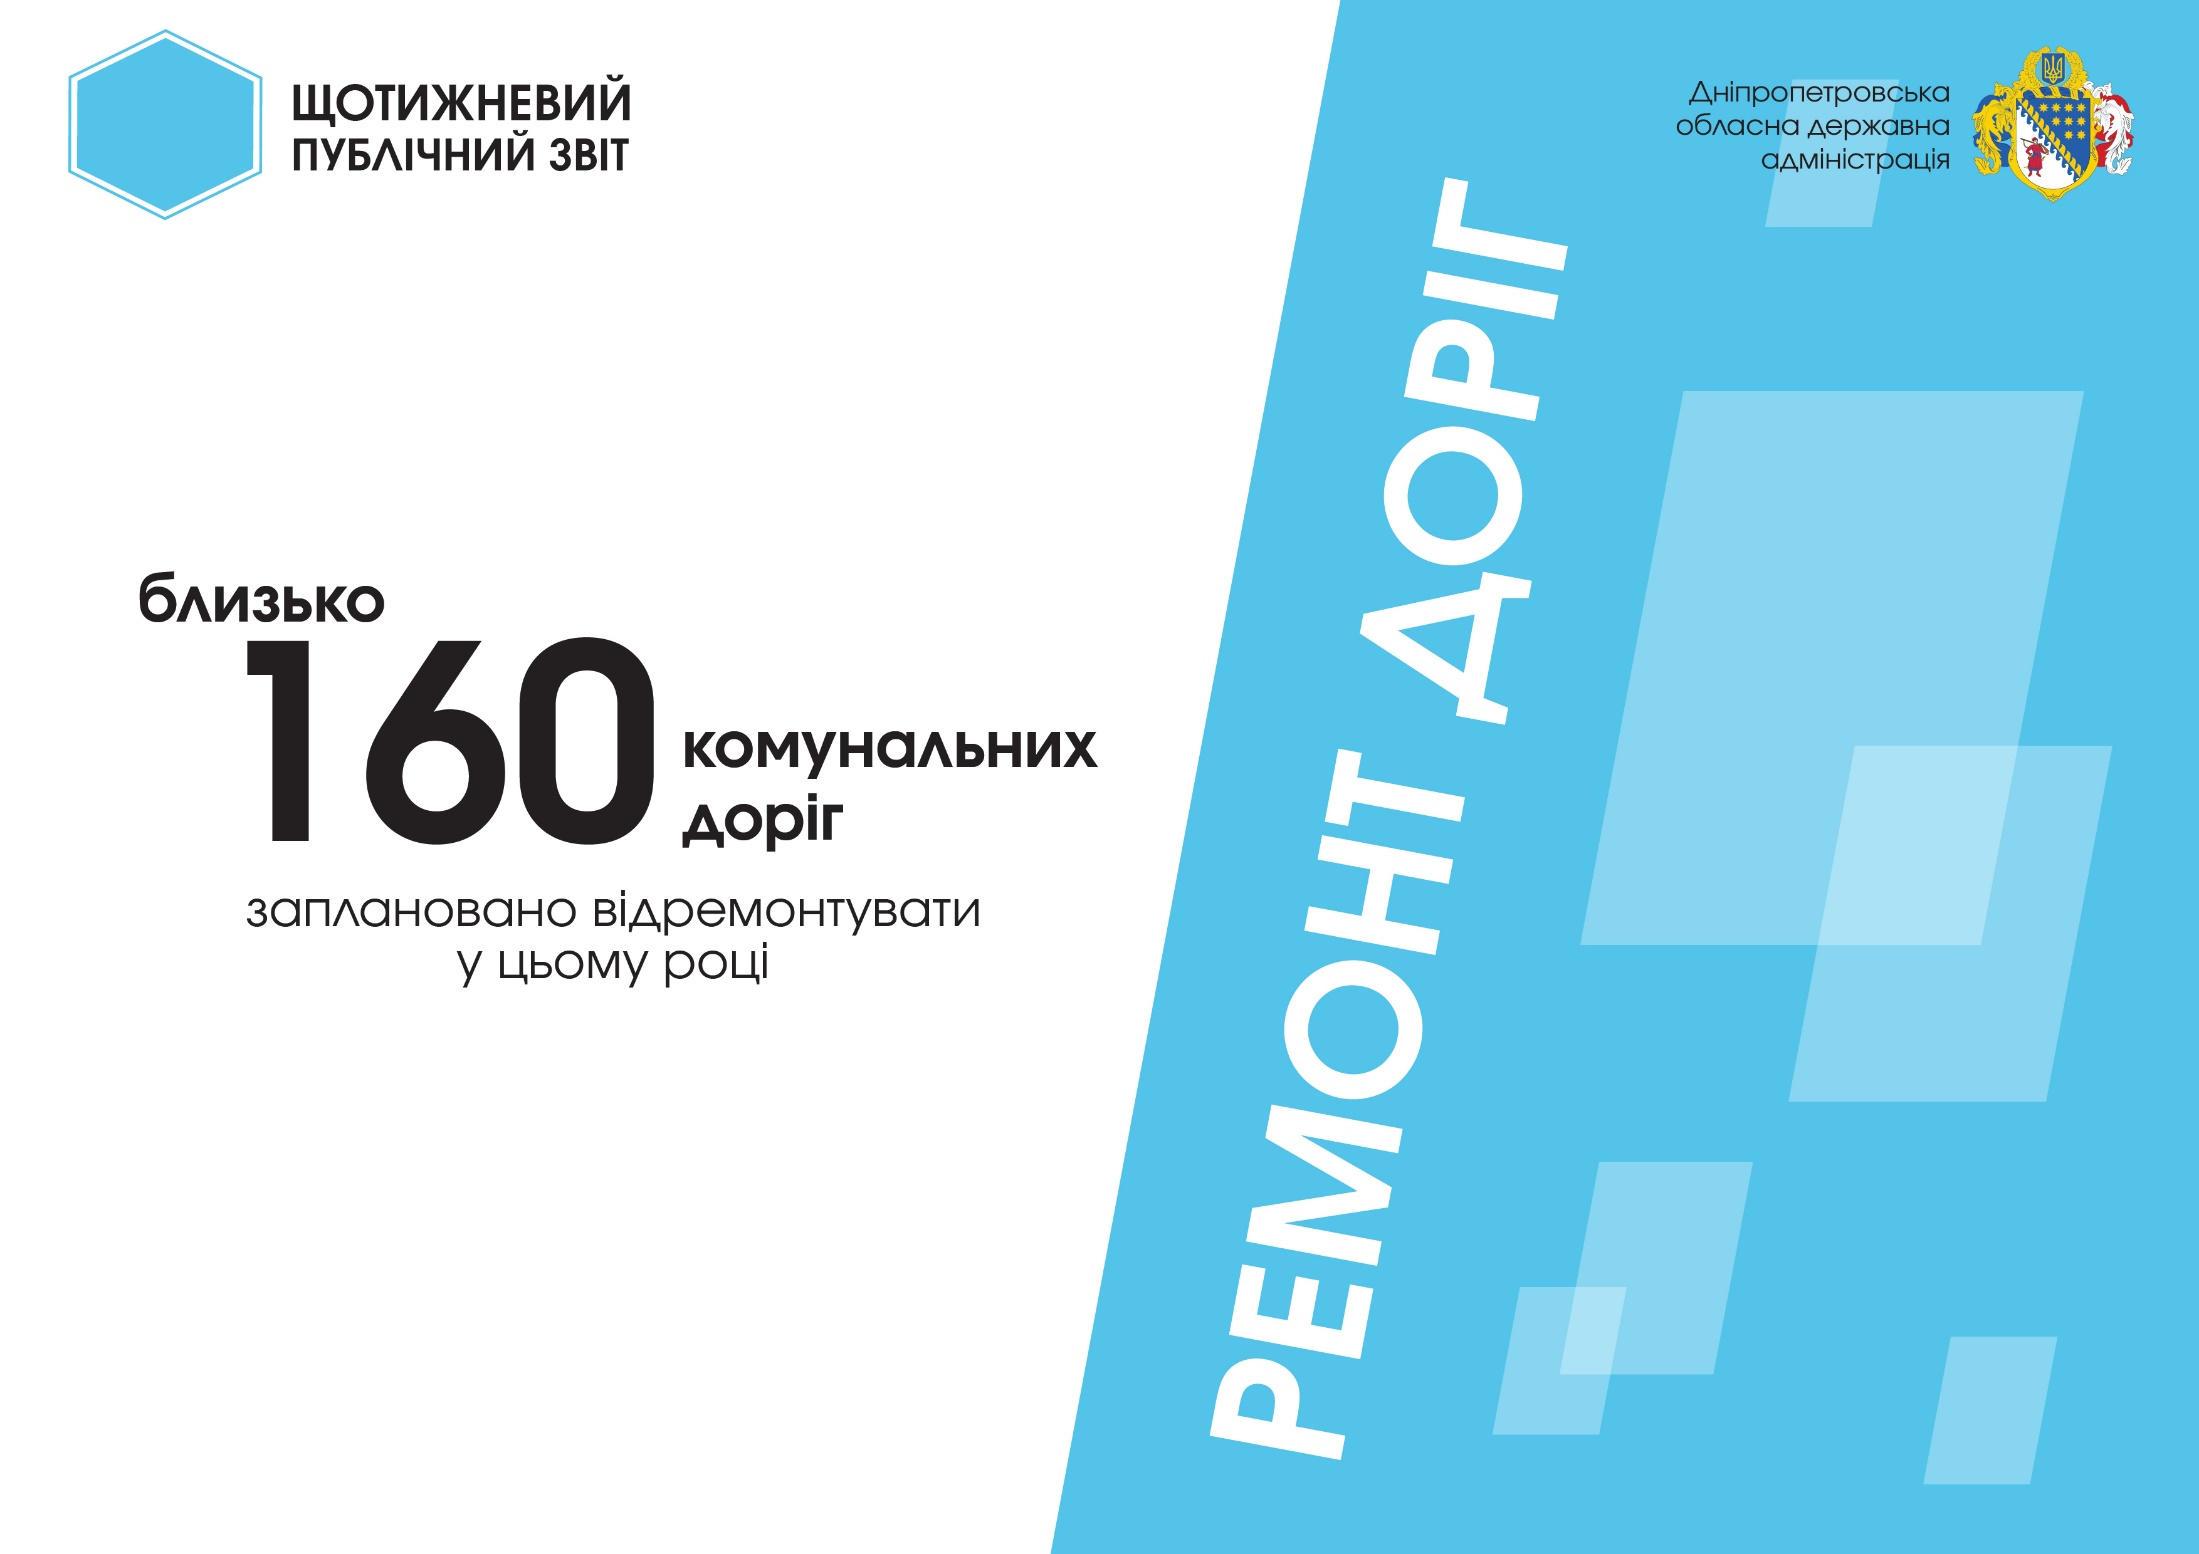 ЩОТИЖНЕВИЙ
ПУБЛІЧНИЙ ЗВІТ
Дніпропетровська
обласна державна
адміністрація
близько
160 комунальних
доріг
заплановано відремонтувати
у цьому році
РЕМОНТ ДОРІГ